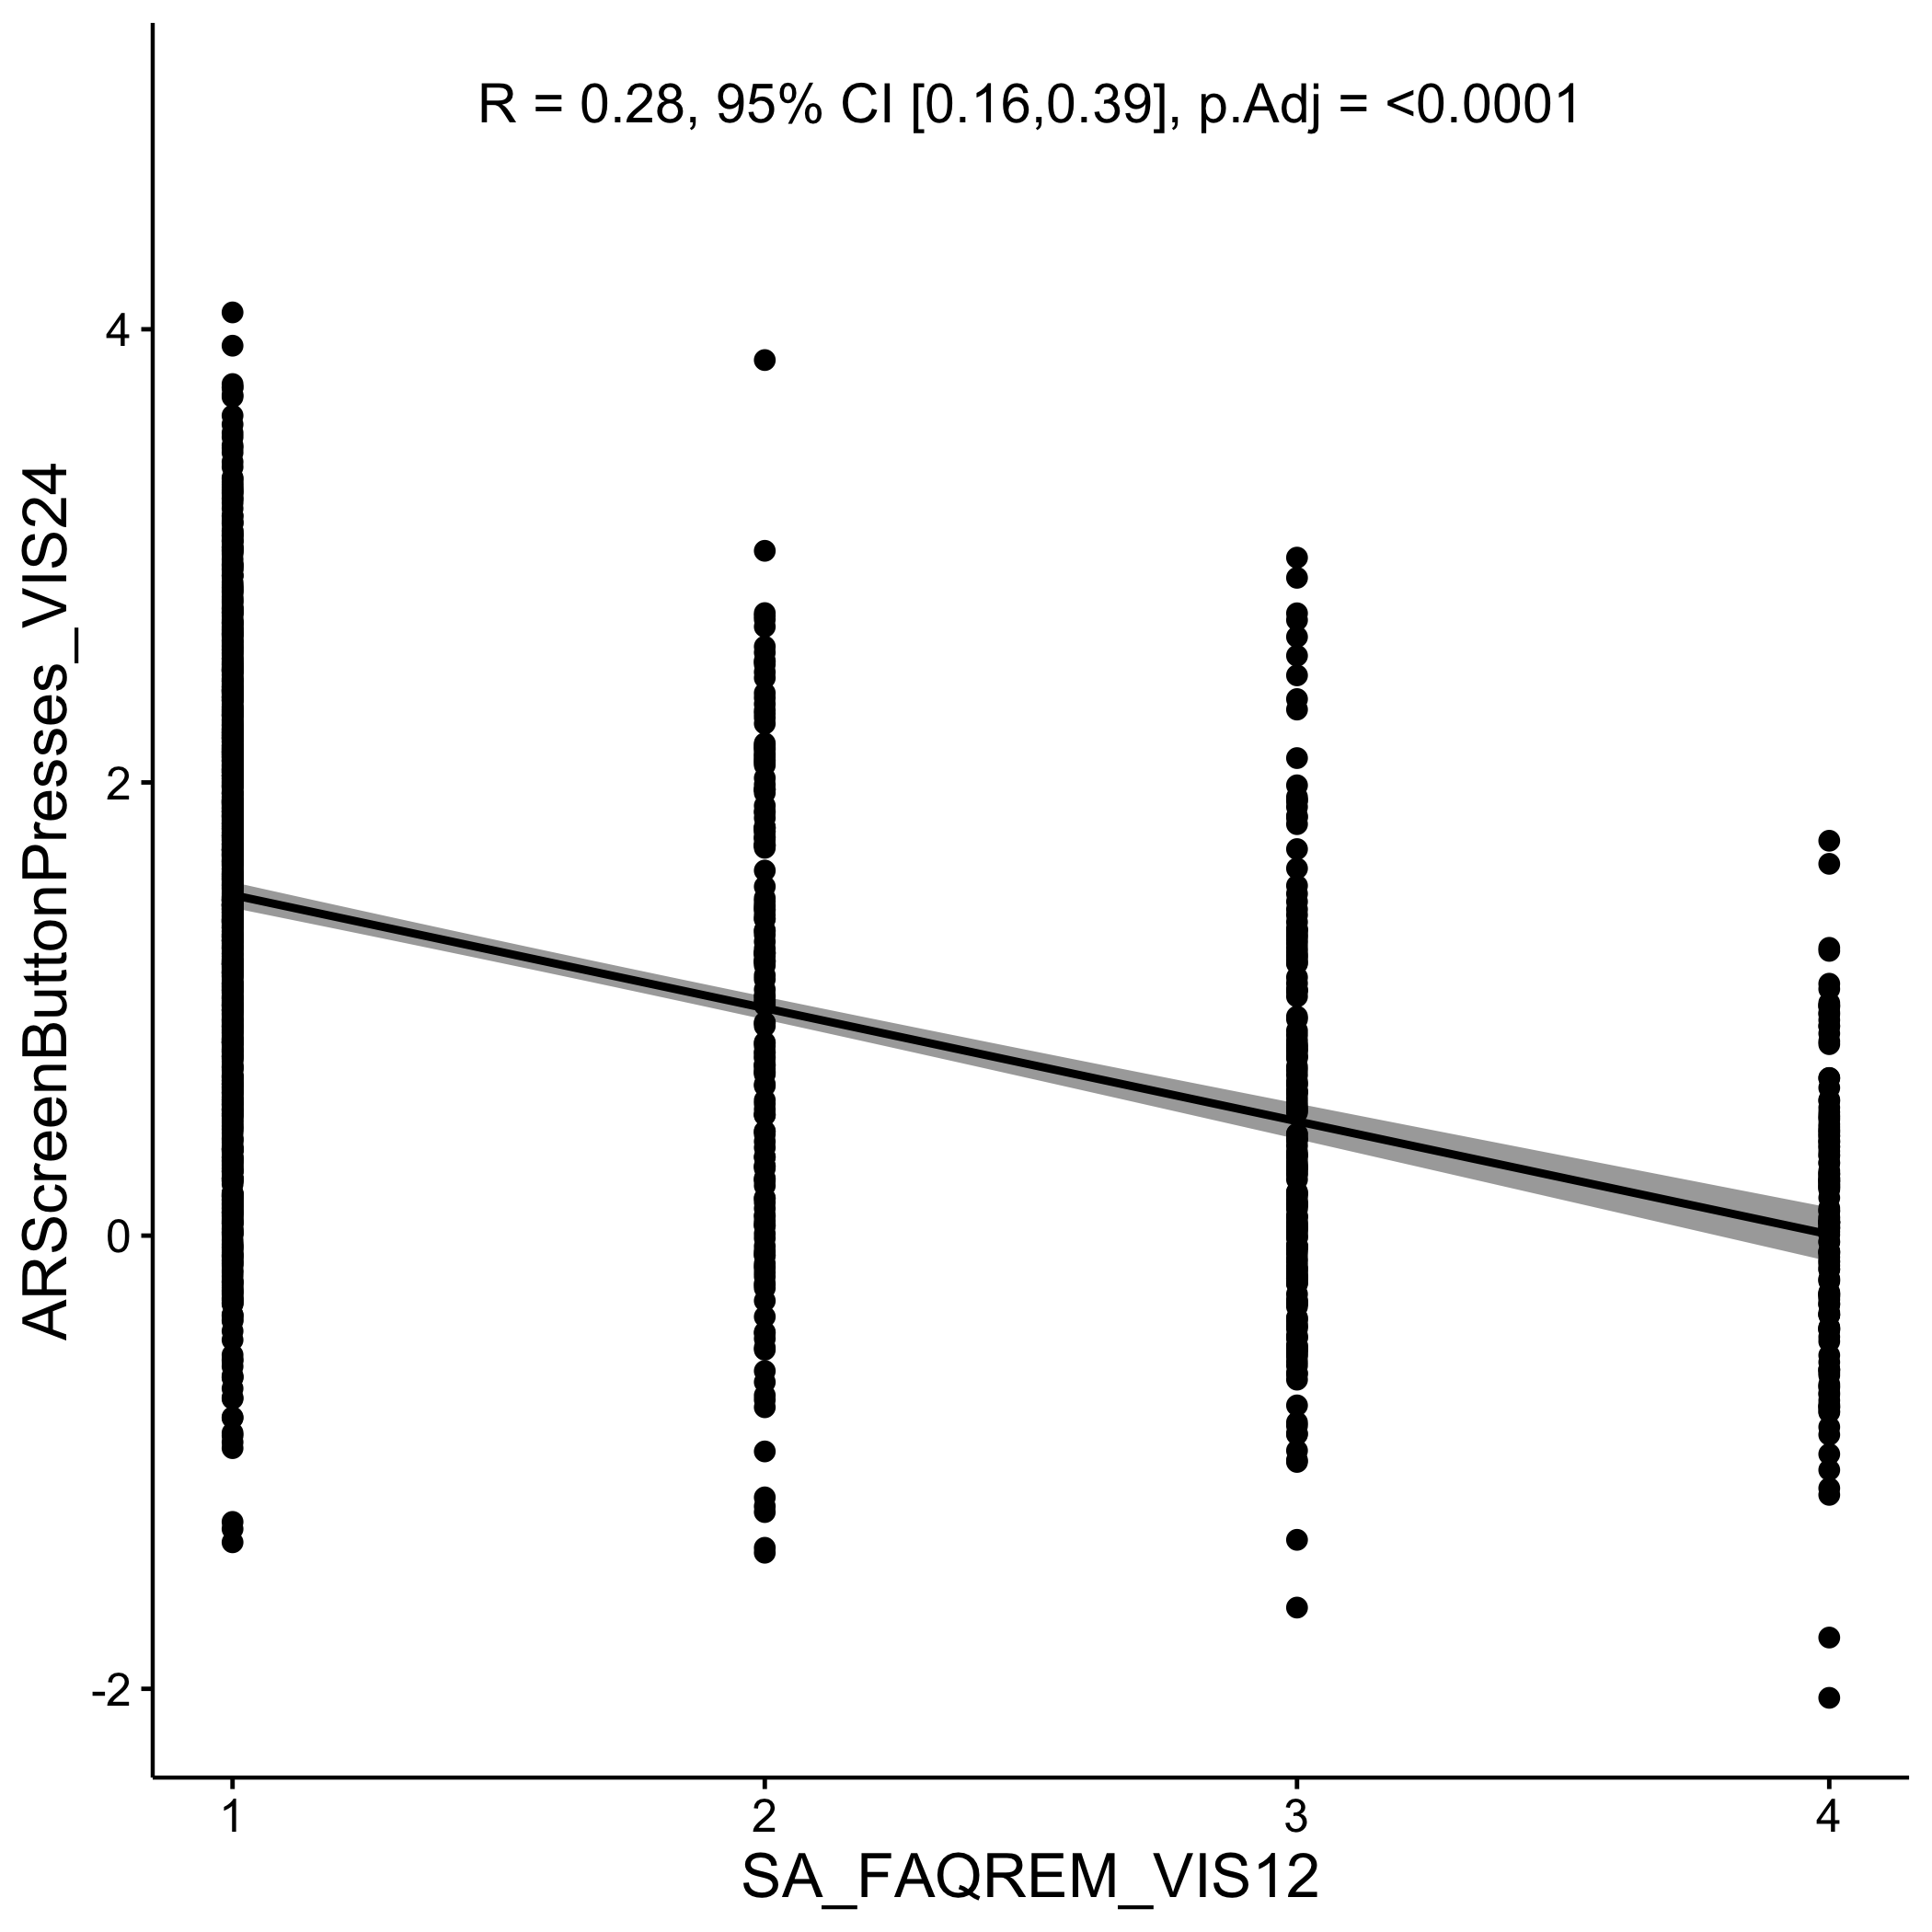 R = 0.28, 95% CI [0.16,0.39], p.Adj = <0.0001
ARScreenButtonPresses_VIS24
4
2
0
-2
1
2
3
4
SA_FAQREM_VIS12